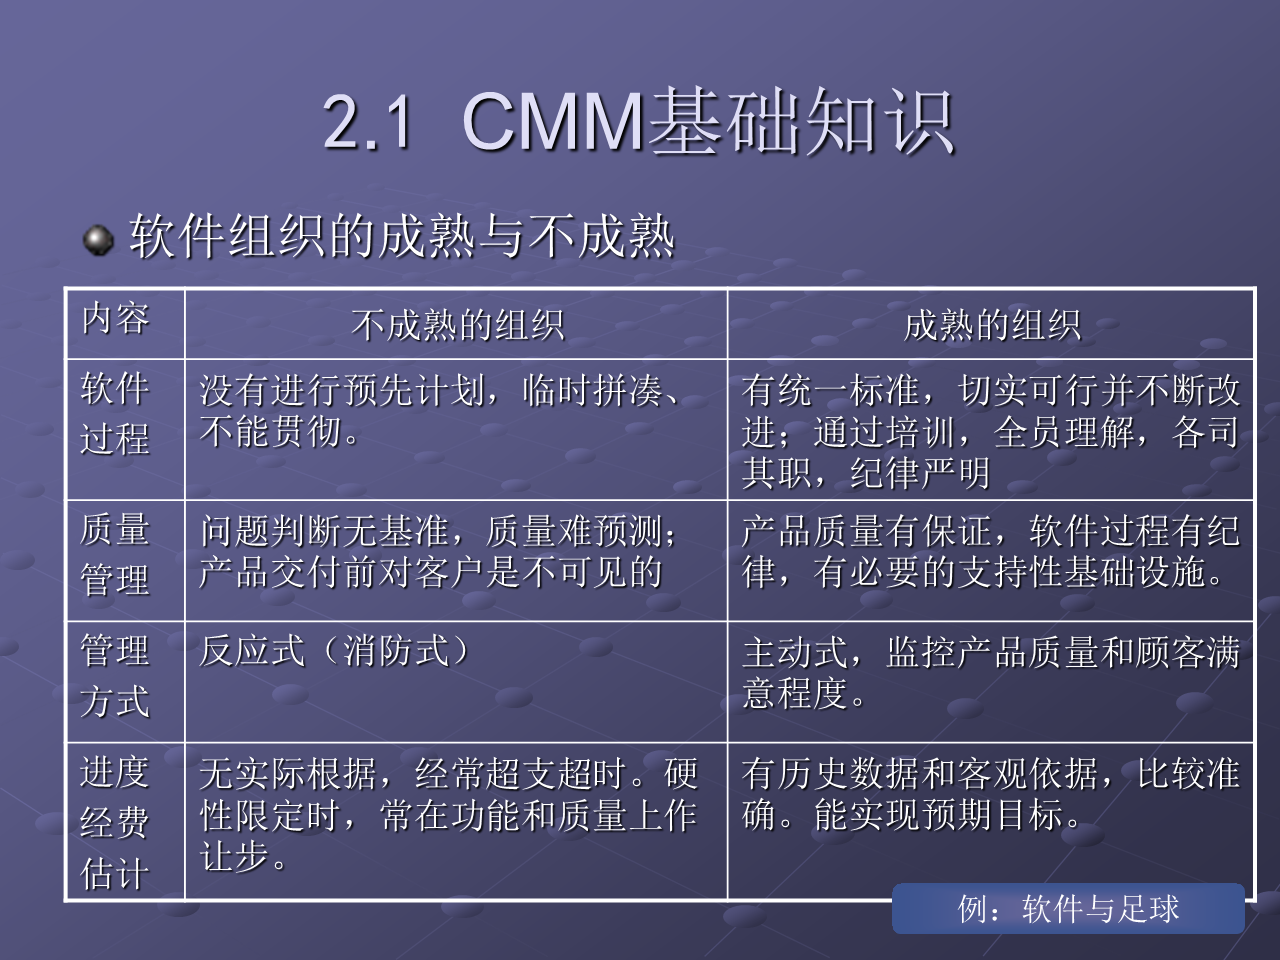 2.1 CMM基础知识
软件组织的成熟与不成熟
内容
不成熟的组织
成熟的组织
软件
过程
没有进行预先计划，临时拼凑、
不能贯彻。
有统一标准，切实可行并不断改
进；通过培训，全员理解，各司
其职，纪律严明
质量
管理
问题判断无基准，质量难预测；
产品交付前对客户是不可见的
产品质量有保证，软件过程有纪
律，有必要的支持性基础设施。
管理
方式
反应式（消防式）
主动式，监控产品质量和顾客满
意程度。
进度
经费
估计
无实际根据，经常超支超时。硬
性限定时，常在功能和质量上作
让步。
有历史数据和客观依据，比较准
确。能实现预期目标。
例：软件与足球